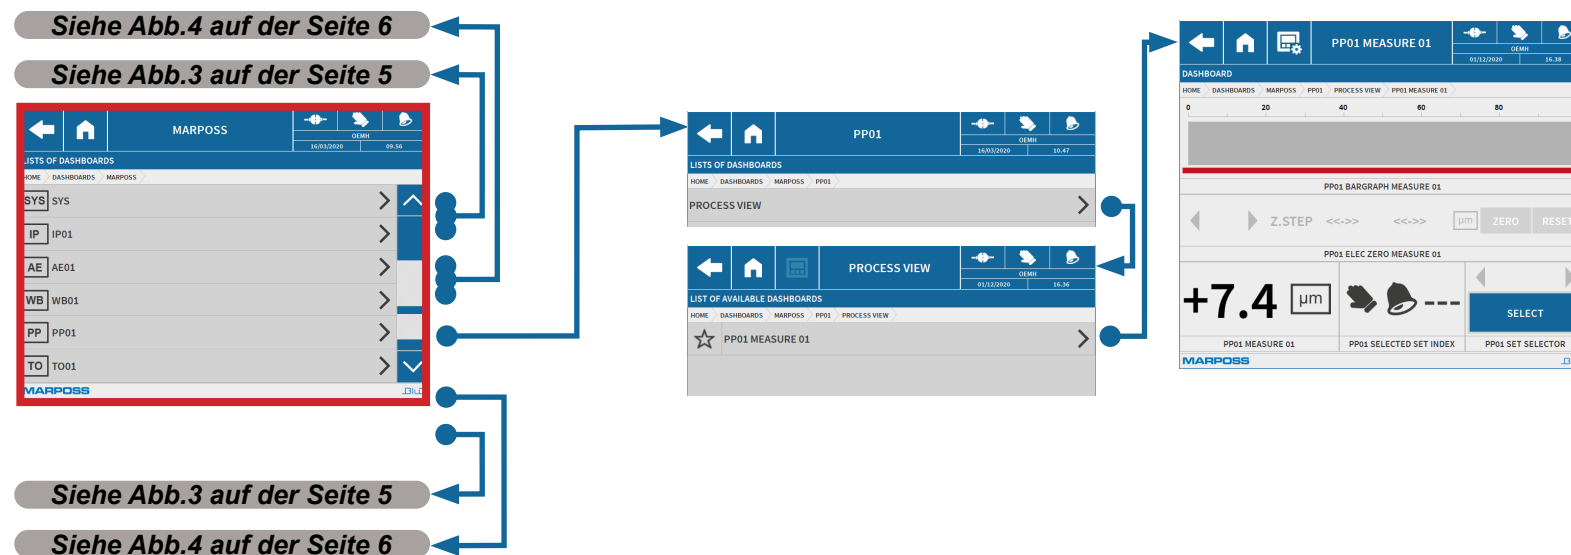 Siehe Abb.4 auf der Seite 6
Siehe Abb.3 auf der Seite 5
MARPOSS
OEMH
16/03/2020 09.56
LISTS OF DASHBOARDS
HOME DASHBOARDS MARPOSS
SYS SYS
IP IP01
AE AE01
WB WB01
PP PP01
TO TO01
MARPOSS
Siehe Abb.3 auf der Seite 5
Siehe Abb.4 auf der Seite 6
PP01
OEMH
16/03/2020 10.47
LISTS OF DASHBOARDS
HOME DASHBOARDS MARPOSS PP01
PROCESS VIEW
PROCESS VIEW
OEMH
01/12/2020 16.36
LIST OF AVAILABLE DASHBOARDS
HOME DASHBOARDS MARPOSS PP01 PROCESS VIEW
PP01 MEASURE 01
PP01 MEASURE 01
OEMH
01/12/2020 16.38
DASHBOARD
HOME DASHBOARDS MARPOSS PP01 PROCESS VIEW PP01 MEASURE 01
0 20 40 60 80
PP01 BARGRAPH MEASURE 01
Z.STEP <<->> <<->> µm ZERO RESET
PP01 ELEC ZERO MEASURE 01
+7.4 µm --- SELECT
PP01 MEASURE 01 PP01 SELECTED SET INDEX PP01 SET SELECTOR
MARPOSS